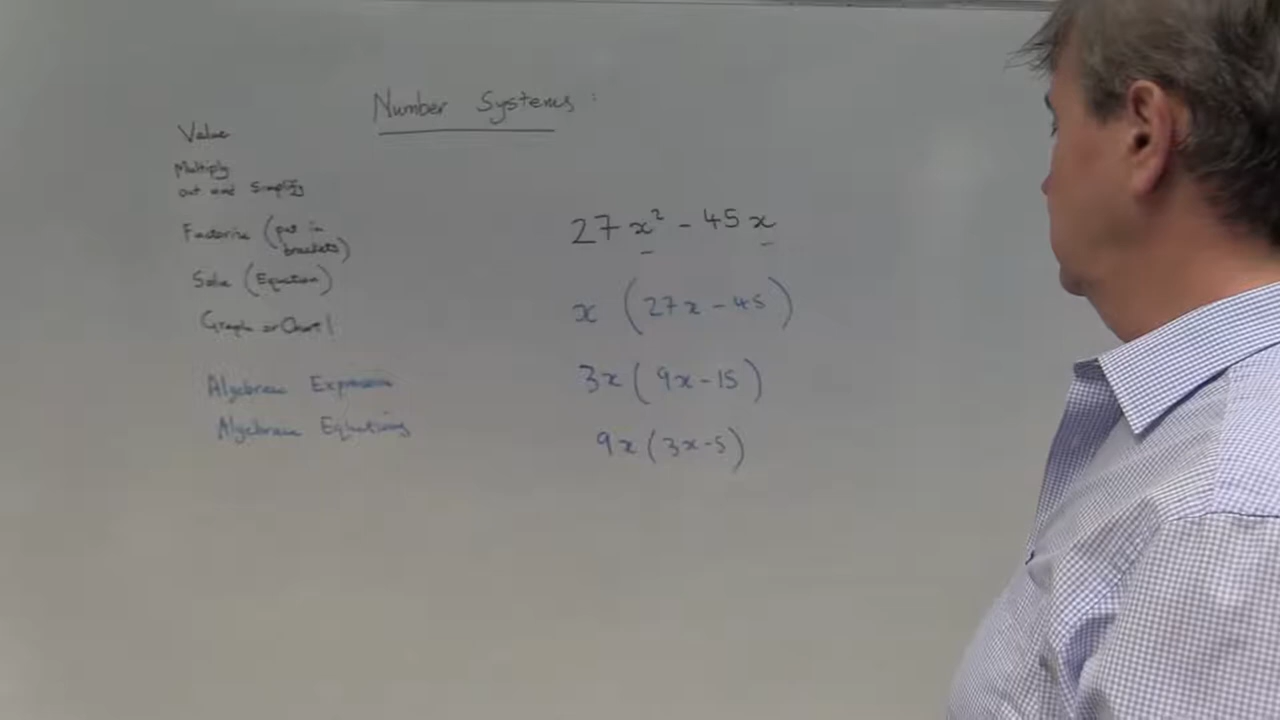 Number Systems:
Value
Multiply
out and Simplify
Factorise (put in
brackets)
Solve (Equation)
Graph or Chart
Algebraic Expression
Algebraic Equations
27x² - 45x
x (27x - 45)
3x (9x - 15)
9x (3x - 5)